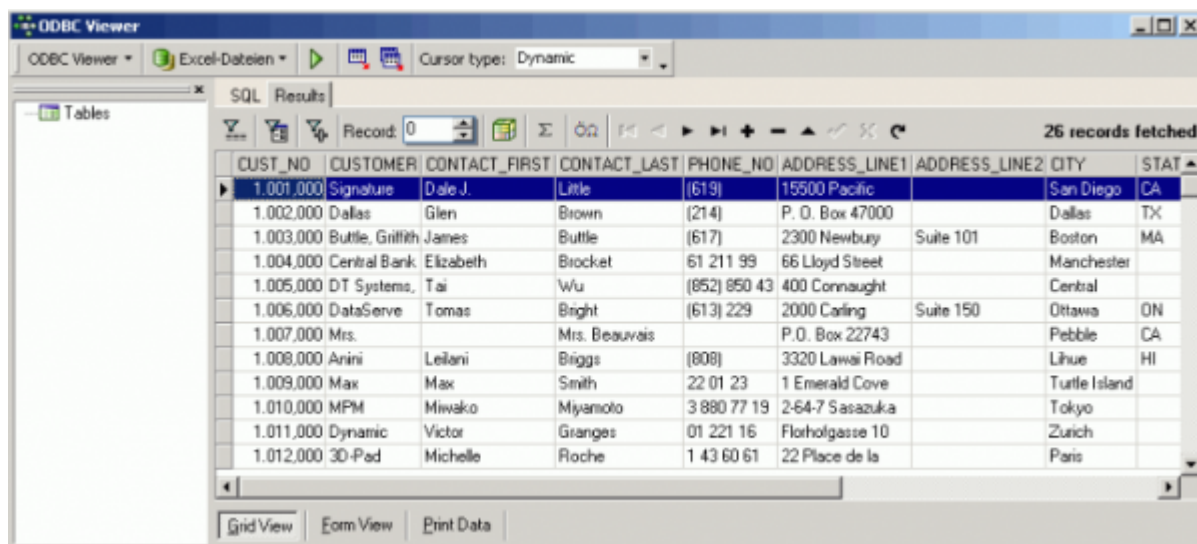 ODBC Viewer
ODBC Viewer Excel-Dateien Cursor type: Dynamic
Tables
SQL Results
Record: 0 Σ ÖΩ 26 records fetched
CUST_NO CUSTOMER CONTACT_FIRST CONTACT_LAST PHONE_NO ADDRESS_LINE1 ADDRESS_LINE2 CITY STAT
1.001,000 Signature Dale J. Little (619) 15500 Pacific San Diego CA
1.002,000 Dallas Glen Brown (214) P. O. Box 47000 Dallas TX
1.003,000 Buttle, Griffith James Buttle (617) 2300 Newbury Suite 101 Boston MA
1.004,000 Central Bank Elizabeth Brocket 61 211 99 66 Lloyd Street Manchester
1.005,000 DT Systems, Tai Wu (852) 850 43 400 Connaught Central
1.006,000 DataServe Tomas Bright (613) 229 2000 Carling Suite 150 Ottawa ON
1.007,000 Mrs. Mrs. Beauvais P.O. Box 22743 Pebble CA
1.008,000 Anini Leilani Briggs (808) 3320 Lawai Road Lihue HI
1.009,000 Max Max Smith 22 01 23 1 Emerald Cove Turtle Island
1.010,000 MPM Miwako Miyamoto 3 880 77 19 2-64-7 Sasazuka Tokyo
1.011,000 Dynamic Victor Granges 01 221 16 Florhofgasse 10 Zurich
1.012,000 3D-Pad Michelle Roche 1 43 60 61 22 Place de la Paris
Grid View Form View Print Data